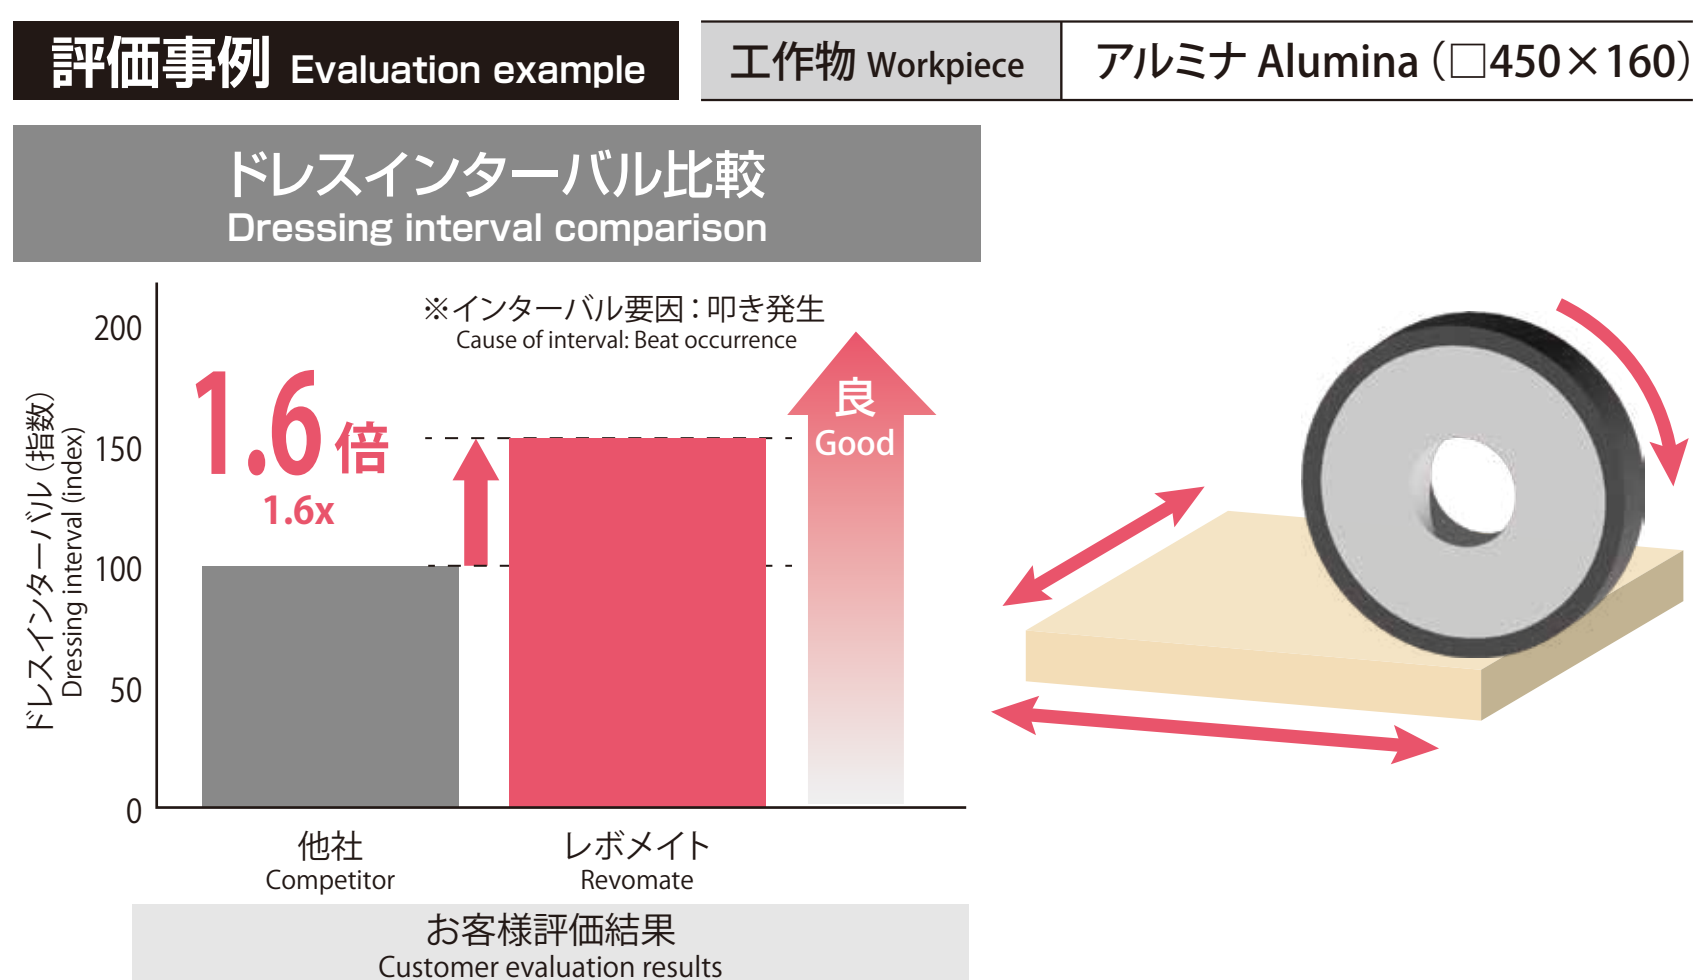 評価事例 Evaluation example
工作物 Workpiece
アルミナ Alumina（□450×160）
ドレスインターバル比較
Dressing interval comparison
※インターバル要因：叩き発生
Cause of interval: Beat occurrence
ドレスインターバル（指数）
Dressing interval (index)
200
150
100
50
0
1.6倍
1.6x
良
Good
他社
Competitor
レボメイト
Revomate
お客様評価結果
Customer evaluation results